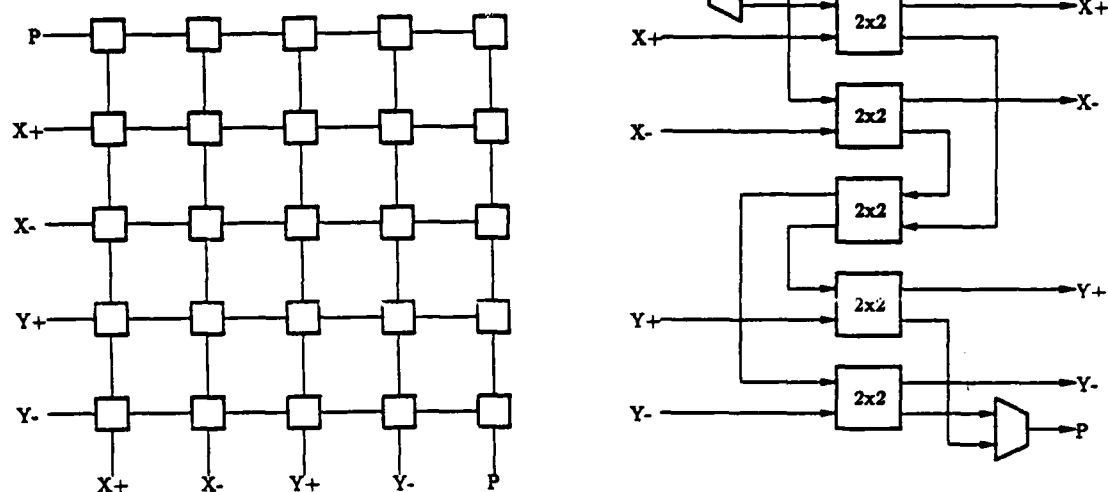 P
X+
X-
Y+
Y-
X+ X- Y+ Y- P
2x2 X+
X+
2x2 X-
X-
2x2
2x2 Y+
Y+
2x2 Y-
Y-
P